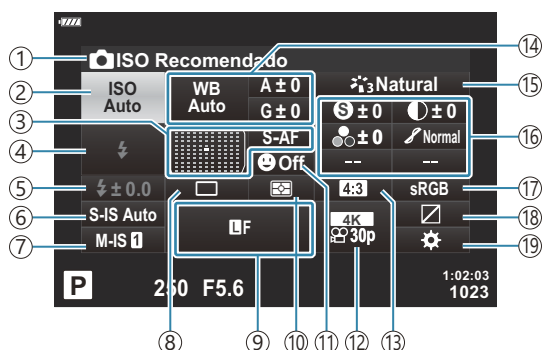 ① ISO Recomendado ⑭
② ISO Auto WB Auto A±0 G±0 3 Natural ⑮
③ S-AF S±0 ±0 ⑯
④ Off ±0 Normal
-- --
⑤ ±0.0 4:3 sRGB ⑰
⑥ S-IS Auto LF 4K 30p ⑱
⑦ M-IS 1 ⑲
P 250 F5.6 1:02:03
1023
⑧ ⑨ ⑩ ⑪ ⑫ ⑬